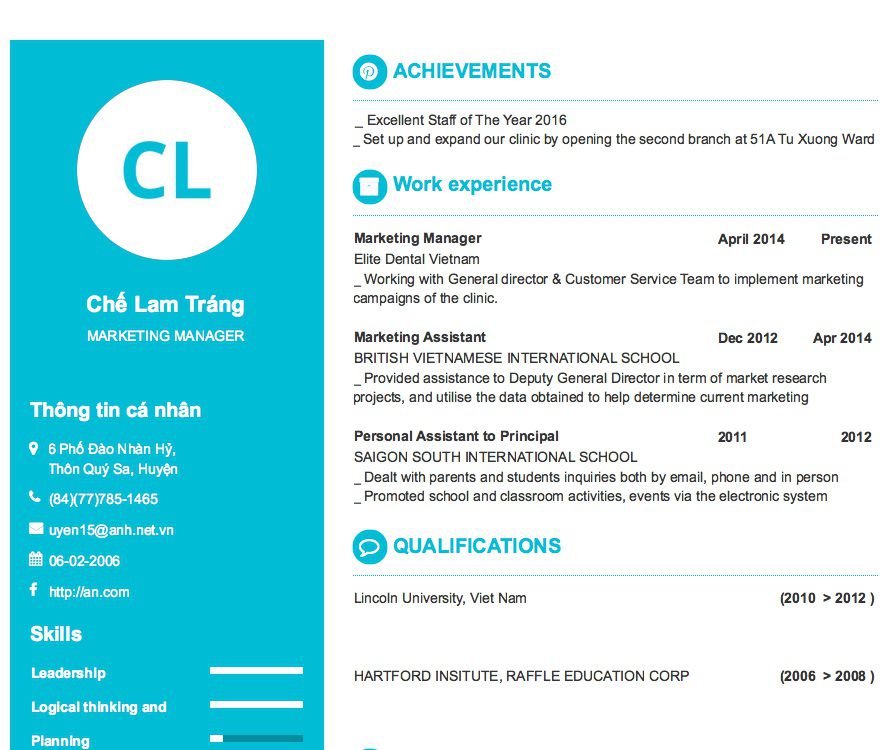 CL
Chế Lam Tráng
MARKETING MANAGER
Thông tin cá nhân
6 Phố Đào Nhàn Hỷ,
Thôn Quý Sa, Huyện
(84)(77)785-1465
uyen15@anh.net.vn
06-02-2006
http://an.com
Skills
Leadership
Logical thinking and
Planning
ACHIEVEMENTS
_ Excellent Staff of The Year 2016
_ Set up and expand our clinic by opening the second branch at 51A Tu Xuong Ward
Work experience
Marketing Manager April 2014 Present
Elite Dental Vietnam
_ Working with General director & Customer Service Team to implement marketing
campaigns of the clinic.
Marketing Assistant Dec 2012 Apr 2014
BRITISH VIETNAMESE INTERNATIONAL SCHOOL
_ Provided assistance to Deputy General Director in term of market research
projects, and utilise the data obtained to help determine current marketing
Personal Assistant to Principal 2011 2012
SAIGON SOUTH INTERNATIONAL SCHOOL
_ Dealt with parents and students inquiries both by email, phone and in person
_ Promoted school and classroom activities, events via the electronic system
QUALIFICATIONS
Lincoln University, Viet Nam (2010 > 2012 )
HARTFORD INSITUTE, RAFFLE EDUCATION CORP (2006 > 2008 )